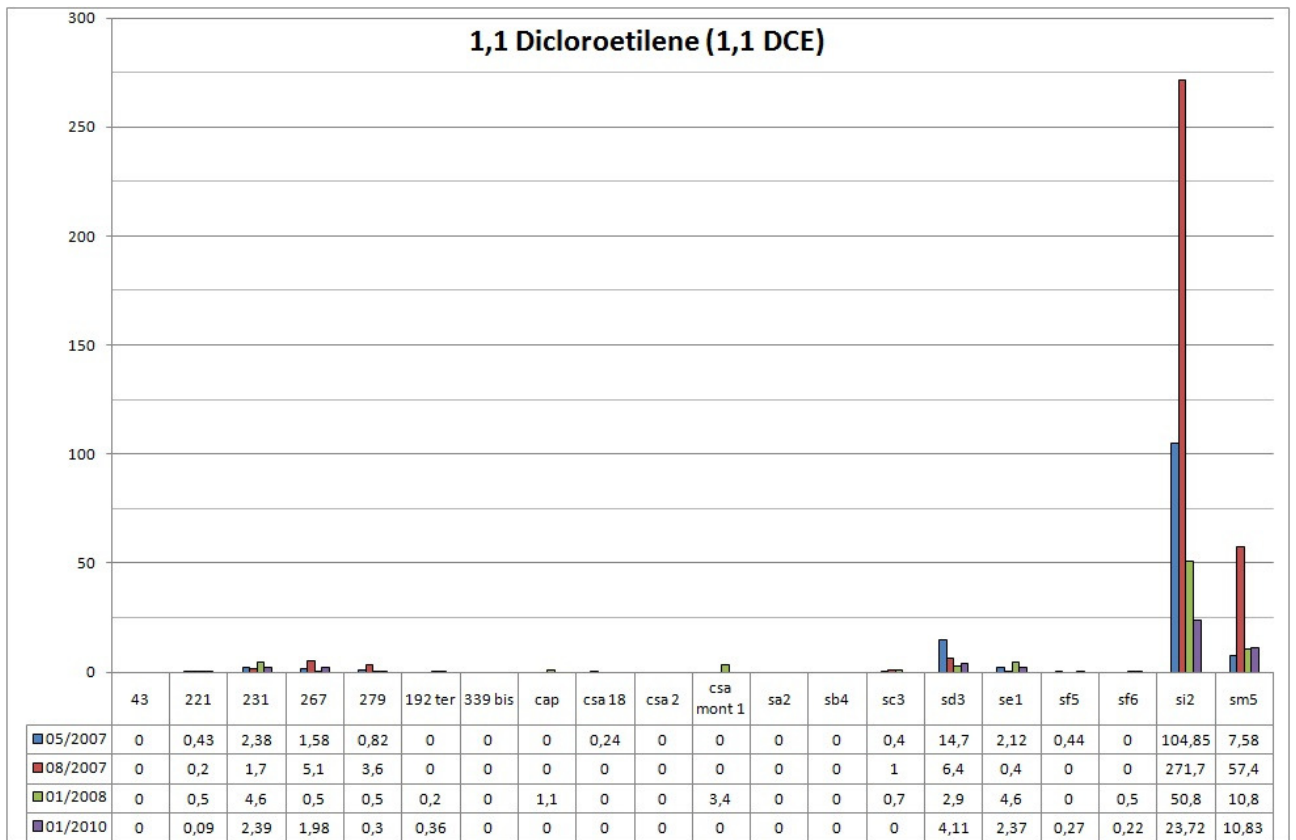 1,1 Dicloroetilene (1,1 DCE)
300
250
200
150
100
50
0
43 221 231 267 279 192 ter 339 bis cap csa 18 csa 2 csa mont 1 sa2 sb4 sc3 sd3 se1 sf5 sf6 si2 sm5
05/2007 0 0,43 2,38 1,58 0,82 0 0 0 0,24 0 0 0 0 0,4 14,7 2,12 0,44 0 104,85 7,58
08/2007 0 0,2 1,7 5,1 3,6 0 0 0 0 0 0 0 0 1 6,4 0,4 0 0 271,7 57,4
01/2008 0 0,5 4,6 0,5 0,5 0,2 0 1,1 0 0 3,4 0 0 0,7 2,9 4,6 0 0,5 50,8 10,8
01/2010 0 0,09 2,39 1,98 0,3 0,36 0 0 0 0 0 0 0 0 4,11 2,37 0,27 0,22 23,72 10,83